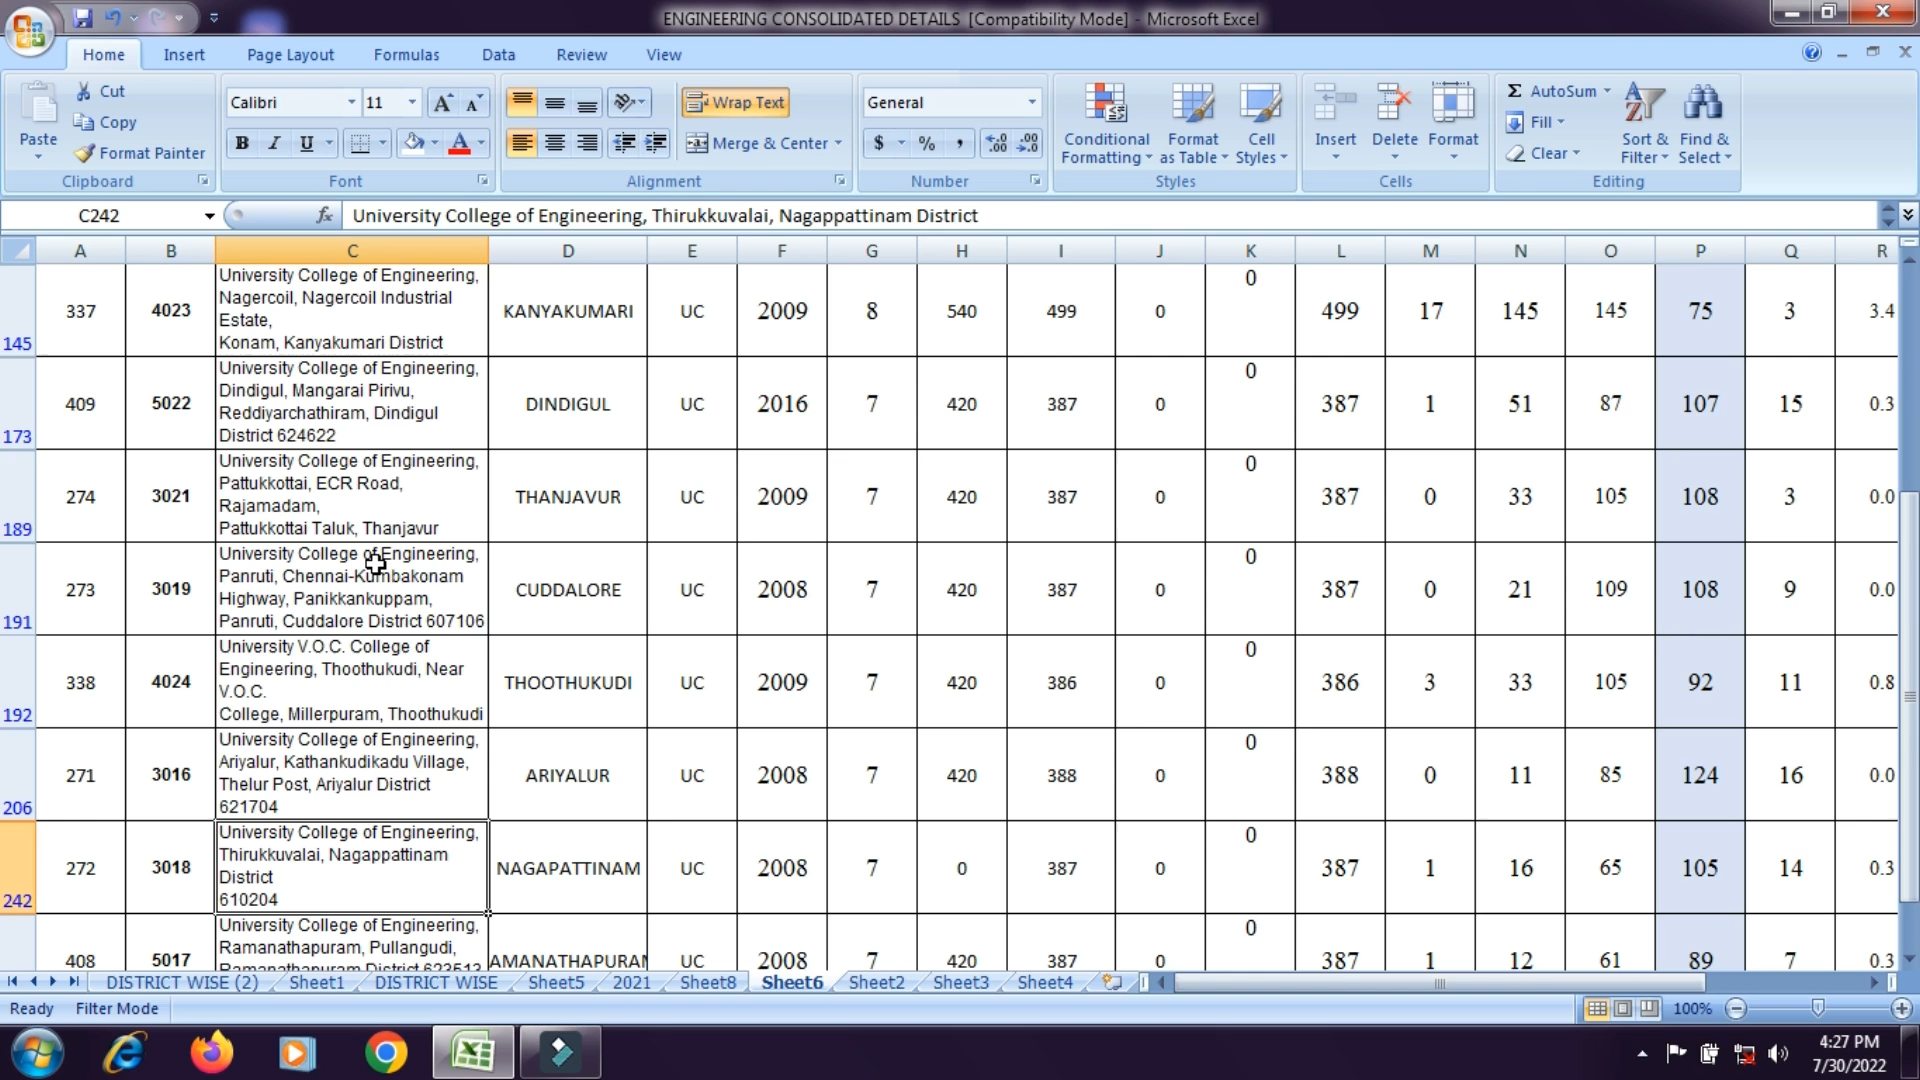 ENGINEERING CONSOLIDATED DETAILS [Compatibility Mode] - Microsoft Excel
Home Insert Page Layout Formulas Data Review View
Paste
Cut
Copy
Format Painter
Clipboard
Calibri 11
B I U
Font
Wrap Text
Merge & Center
Alignment
General
$ % ,
Number
Conditional Formatting
Format as Table
Cell Styles
Styles
Insert Delete Format
Cells
Σ AutoSum
Fill
Clear
Sort & Filter
Find & Select
Editing
C242 fx University College of Engineering, Thirukkuvalai, Nagappattinam District
A B C D E F G H I J K L M N O P Q R
145 337 4023 University College of Engineering,
Nagercoil, Nagercoil Industrial
Estate,
Konam, Kanyakumari District
KANYAKUMARI UC 2009 8 540 499 0 0 499 17 145 145 75 3 3.4
173 409 5022 University College of Engineering,
Dindigul, Mangarai Pirivu,
Reddiyarchathiram, Dindigul
District 624622
DINDIGUL UC 2016 7 420 387 0 0 387 1 51 87 107 15 0.3
189 274 3021 University College of Engineering,
Pattukkottai, ECR Road,
Rajamadam,
Pattukkottai Taluk, Thanjavur
THANJAVUR UC 2009 7 420 387 0 0 387 0 33 105 108 3 0.0
191 273 3019 University College of Engineering,
Panruti, Chennai-Kumbakonam
Highway, Panikkankuppam,
Panruti, Cuddalore District 607106
CUDDALORE UC 2008 7 420 387 0 0 387 0 21 109 108 9 0.0
192 338 4024 University V.O.C. College of
Engineering, Thoothukudi, Near
V.O.C.
College, Millerpuram, Thoothukudi
THOOTHUKUDI UC 2009 7 420 386 0 0 386 3 33 105 92 11 0.8
206 271 3016 University College of Engineering,
Ariyalur, Kathankudikadu Village,
Thelur Post, Ariyalur District
621704
ARIYALUR UC 2008 7 420 388 0 0 388 0 11 85 124 16 0.0
242 272 3018 University College of Engineering,
Thirukkuvalai, Nagappattinam
District
610204
NAGAPATTINAM UC 2008 7 0 387 0 0 387 1 16 65 105 14 0.3
408 5017 University College of Engineering,
Ramanathapuram, Pullangudi,
Ramanathapuram District 623513
AMANATHAPURAM UC 2008 7 420 387 0 0 387 1 12 61 89 7 0.3
DISTRICT WISE (2) Sheet1 DISTRICT WISE Sheet5 2021 Sheet8 Sheet6 Sheet2 Sheet3 Sheet4
Ready Filter Mode 100%
4:27 PM
7/30/2022